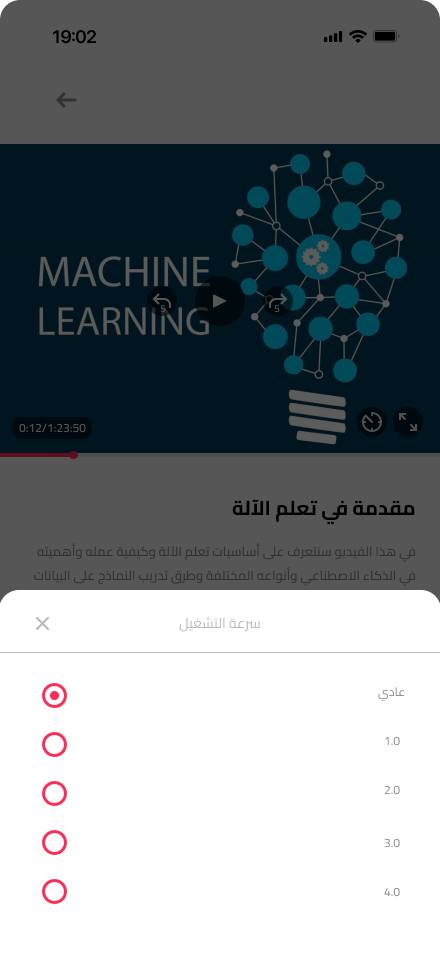 19:02
MACHINE
LEARNING
5
5
0:12/1:23:50
مقدمة في تعلم الآلة
في هذا الفيديو ستتعرف على أساسيات تعلم الآلة وكيفية عمله وأهميته
في الذكاء الاصطناعي وأنواعه المختلفة وطرق تدريب النماذج على البيانات
سرعة التشغيل
عادي
1.0
2.0
3.0
4.0